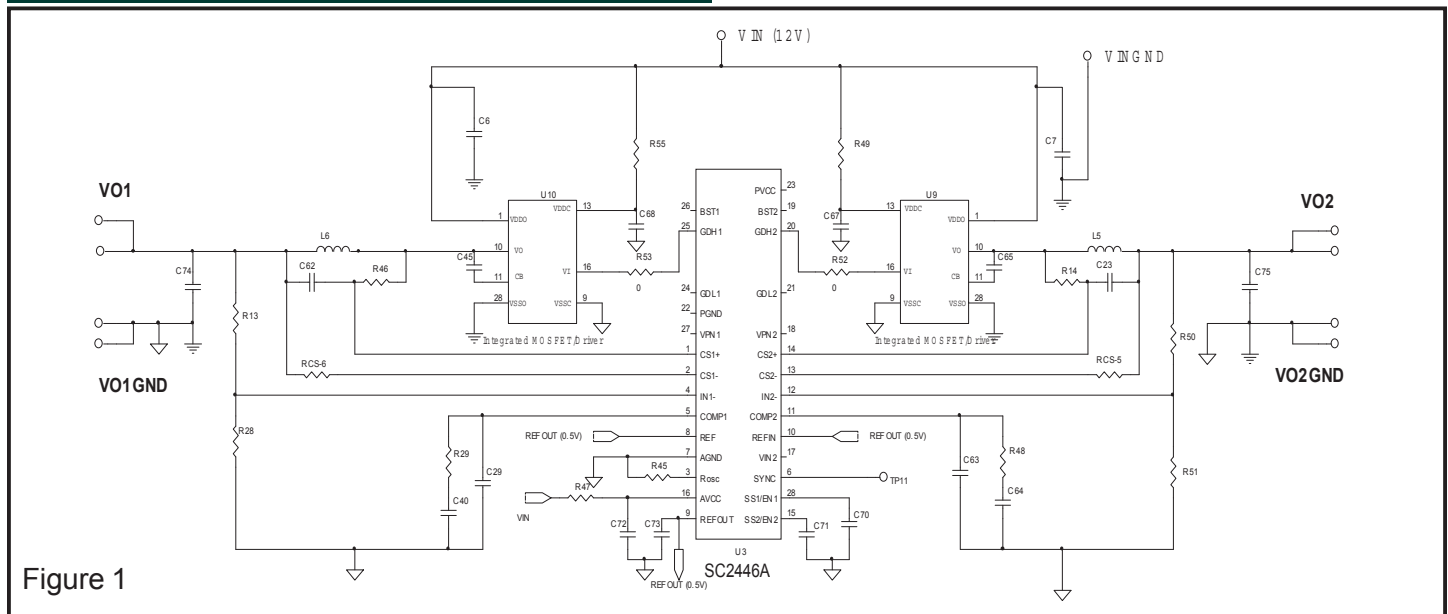 VIN (12V)
VINGND
C6
R55
R49
C7
VO1
U10
PVCC 23
U9
VO2
1 VDDO
VDDC 13
C68
26 BST1
BST2 19
C67
13 VDDC
VDDO 1
25 GDH1
GDH2 20
L6
10 VO
R53
R52
VO 10
L5
C74
C62
R46
C45
VI 16
16 VI
C65
R14
C23
C75
11 CB
0
0
CB 11
28 VSSO
VSSC 9
24 GDL1
GDL2 21
9 VSSC
VSSO 28
R13
22 PGND
R50
Integrated MOSFET/Driver
27 VPN1
VPN2 18
Integrated MOSFET/Driver
1 CS1+
CS2+ 14
VO1GND
RCS-6
2 CS1-
CS2- 13
RCS-5
VO2GND
4 IN1-
IN2- 12
5 COMP1
COMP2 11
R28
REFOUT (0.5V)
8 REF
REFIN 10
REFOUT (0.5V)
R29
C29
7 AGND
VIN2 17
C63
R48
R45
3 Rosc
SYNC 6
TP11
R51
R47
16 AVCC
SS1/EN1 28
C40
C64
VIN
C72
C73
9 REFOUT
SS2/EN2 15
C71
C70
U3
SC2446A
REFOUT (0.5V)
Figure 1